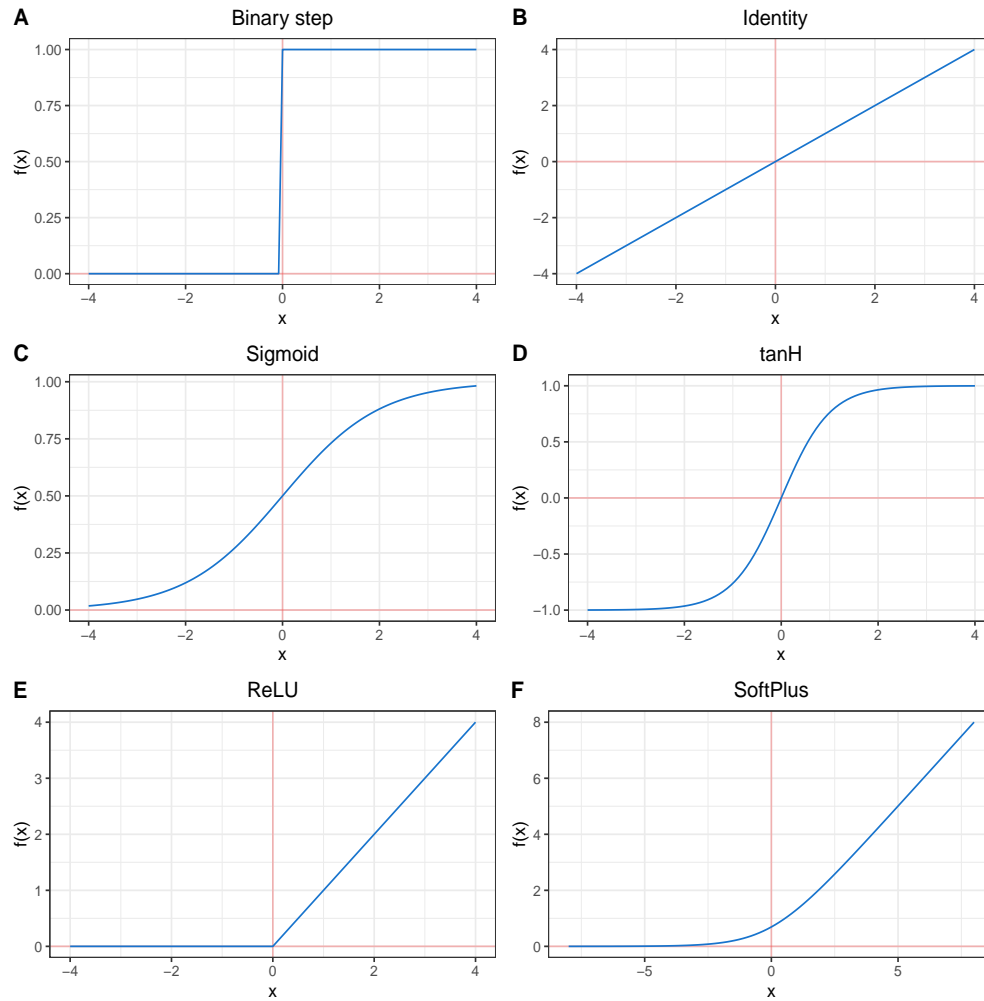 A Binary step
f(x)
1.00
0.75
0.50
0.25
0.00
−4 −2 0 2 4
x
B Identity
f(x)
4
2
0
−2
−4
−4 −2 0 2 4
x
C Sigmoid
f(x)
1.00
0.75
0.50
0.25
0.00
−4 −2 0 2 4
x
D tanH
f(x)
1.0
0.5
0.0
−0.5
−1.0
−4 −2 0 2 4
x
E ReLU
f(x)
4
3
2
1
0
−4 −2 0 2 4
x
F SoftPlus
f(x)
8
6
4
2
0
−5 0 5
x